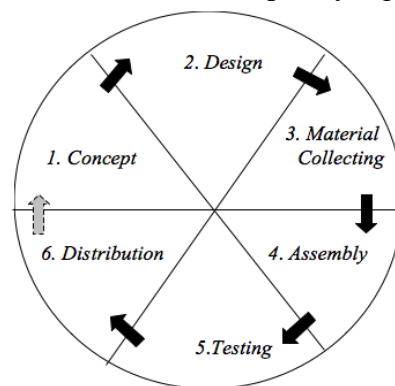 2. Design
3. Material
Collecting
1. Concept
6. Distribution
4. Assembly
5.Testing